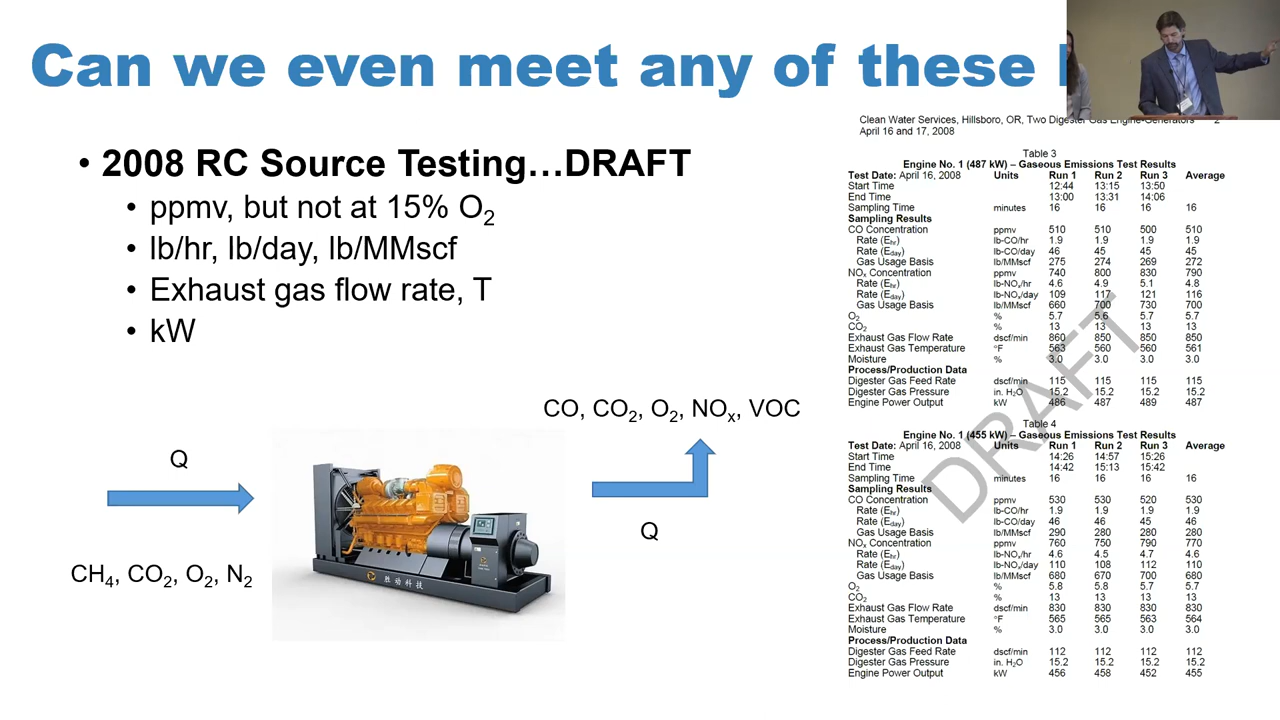 Can we even meet any of these
• 2008 RC Source Testing…DRAFT
• ppmv, but not at 15% O2
• lb/hr, lb/day, lb/MMscf
• Exhaust gas flow rate, T
• kW
CO, CO2, O2, NOx, VOC
Q
Q
CH4, CO2, O2, N2
胜动科技
Clean Water Services, Hillsboro, OR, Two Digester Gas Engine-Generators 2
April 16 and 17, 2008
Table 3
Engine No. 1 (487 kW) – Gaseous Emissions Test Results
Test Date: April 16, 2008 Units Run 1 Run 2 Run 3 Average
Start Time 12:44 13:15 13:50
End Time 13:00 13:31 14:06
Sampling Time minutes 16 16 16 16
Sampling Results
CO Concentration ppmv 510 510 500 510
Rate (Ehr) lb-CO/hr 1.9 1.9 1.9 1.9
Rate (Eday) lb-CO/day 46 45 45 45
Gas Usage Basis lb/MMscf 275 274 269 272
NOx Concentration ppmv 740 800 830 790
Rate (Ehr) lb-NOx/hr 4.6 4.9 5.1 4.8
Rate (Eday) lb-NOx/day 109 117 121 116
Gas Usage Basis lb/MMscf 660 700 730 700
O2 % 5.7 5.6 5.7 5.7
CO2 % 13 13 13 13
Exhaust Gas Flow Rate dscf/min 860 850 850 850
Exhaust Gas Temperature °F 563 560 560 561
Moisture % 3.0 3.0 3.0 3.0
Process/Production Data
Digester Gas Feed Rate dscf/min 115 115 115 115
Digester Gas Pressure in. H2O 15.2 15.2 15.2 15.2
Engine Power Output kW 486 487 489 487
Table 4
Engine No. 1 (455 kW) – Gaseous Emissions Test Results
Test Date: April 16, 2008 Units Run 1 Run 2 Run 3 Average
Start Time 14:26 14:57 15:26
End Time 14:42 15:13 15:42
Sampling Time minutes 16 16 16 16
Sampling Results
CO Concentration ppmv 530 530 520 530
Rate (Ehr) lb-CO/hr 1.9 1.9 1.9 1.9
Rate (Eday) lb-CO/day 46 46 45 46
Gas Usage Basis lb/MMscf 290 280 280 280
NOx Concentration ppmv 760 750 790 770
Rate (Ehr) lb-NOx/hr 4.6 4.5 4.7 4.6
Rate (Eday) lb-NOx/day 110 108 112 110
Gas Usage Basis lb/MMscf 680 670 700 680
O2 % 5.8 5.8 5.7 5.7
CO2 % 13 13 13 13
Exhaust Gas Flow Rate dscf/min 830 830 830 830
Exhaust Gas Temperature °F 565 565 563 564
Moisture % 3.0 3.0 3.0 3.0
Process/Production Data
Digester Gas Feed Rate dscf/min 112 112 112 112
Digester Gas Pressure in. H2O 15.2 15.2 15.2 15.2
Engine Power Output kW 456 458 452 455
DRAFT